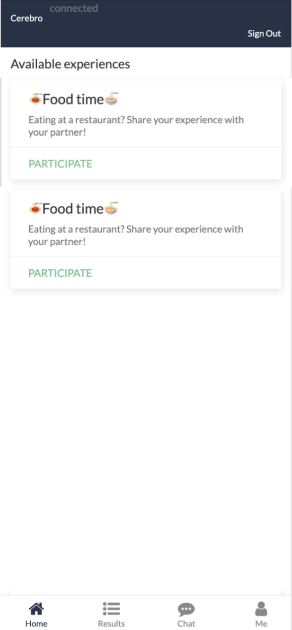 connected
Cerebro
Sign Out
Available experiences
🍝Food time🍜
Eating at a restaurant? Share your experience with
your partner!
PARTICIPATE
🍝Food time🍜
Eating at a restaurant? Share your experience with
your partner!
PARTICIPATE
Home Results Chat Me